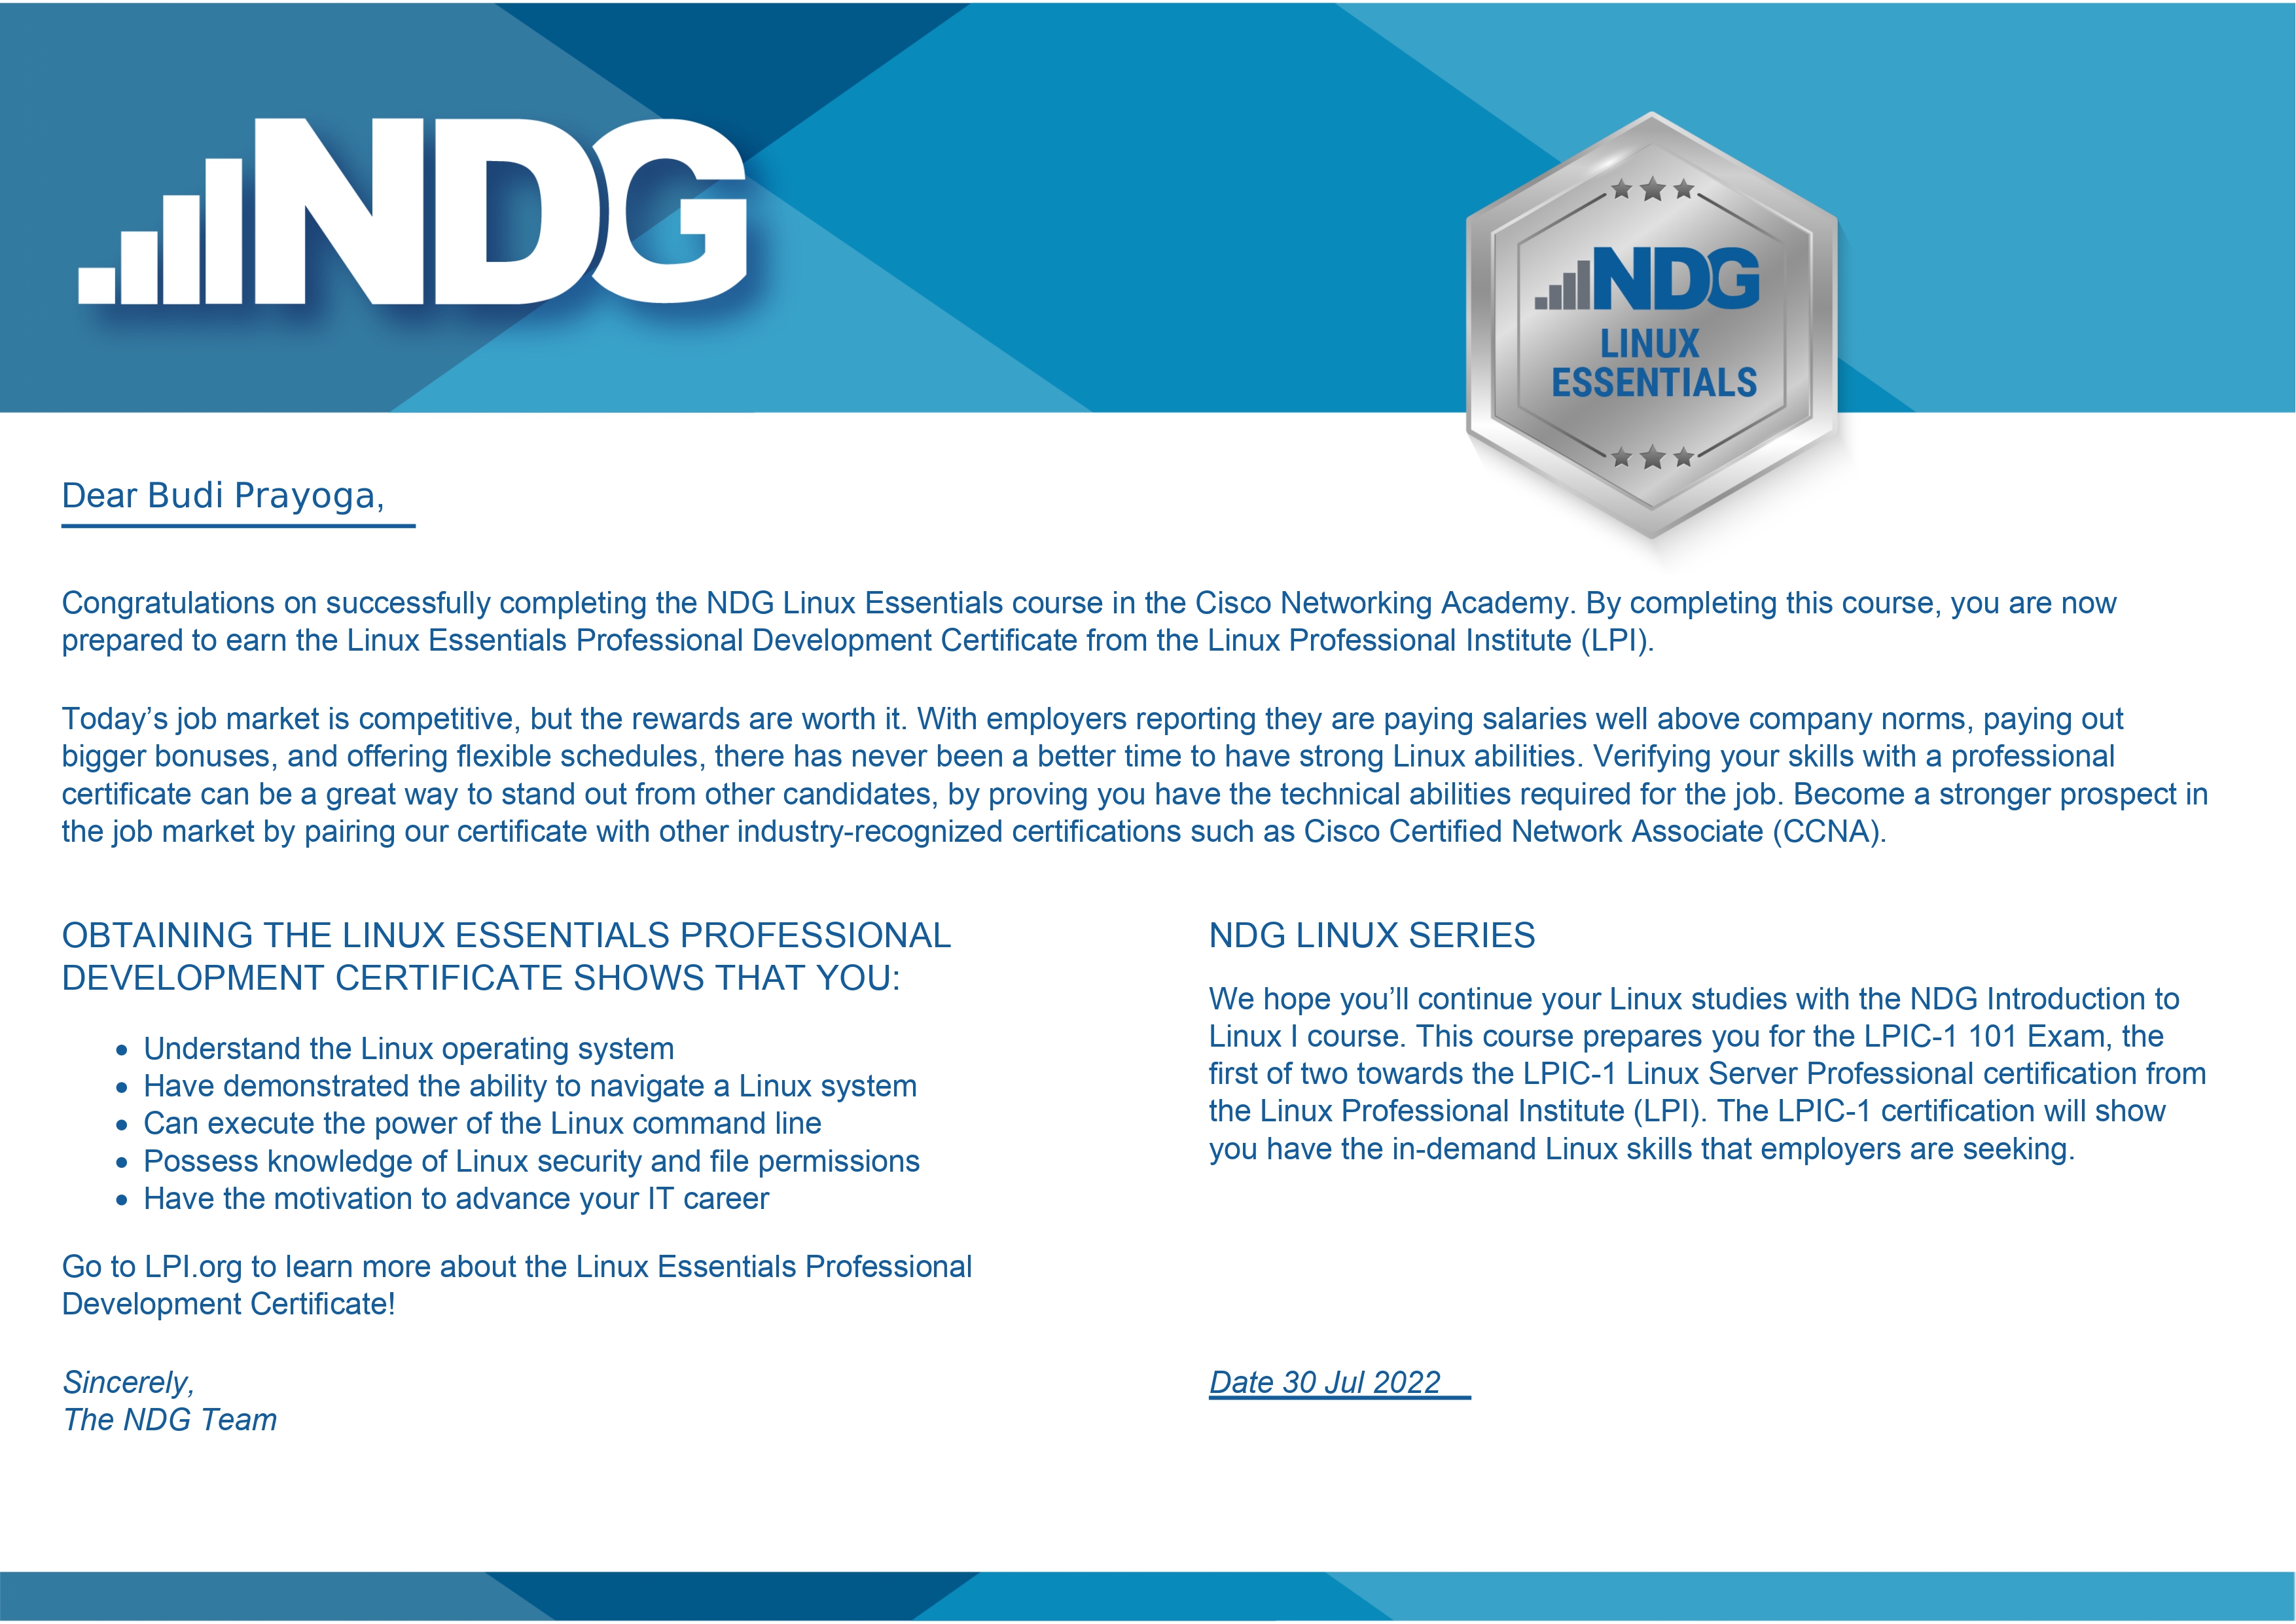 NDG
NDG
LINUX
ESSENTIALS
Dear Budi Prayoga,
Congratulations on successfully completing the NDG Linux Essentials course in the Cisco Networking Academy. By completing this course, you are now
prepared to earn the Linux Essentials Professional Development Certificate from the Linux Professional Institute (LPI).
Today’s job market is competitive, but the rewards are worth it. With employers reporting they are paying salaries well above company norms, paying out
bigger bonuses, and offering flexible schedules, there has never been a better time to have strong Linux abilities. Verifying your skills with a professional
certificate can be a great way to stand out from other candidates, by proving you have the technical abilities required for the job. Become a stronger prospect in
the job market by pairing our certificate with other industry-recognized certifications such as Cisco Certified Network Associate (CCNA).
OBTAINING THE LINUX ESSENTIALS PROFESSIONAL
DEVELOPMENT CERTIFICATE SHOWS THAT YOU:
• Understand the Linux operating system
• Have demonstrated the ability to navigate a Linux system
• Can execute the power of the Linux command line
• Possess knowledge of Linux security and file permissions
• Have the motivation to advance your IT career
Go to LPI.org to learn more about the Linux Essentials Professional
Development Certificate!
Sincerely,
The NDG Team
NDG LINUX SERIES
We hope you’ll continue your Linux studies with the NDG Introduction to
Linux I course. This course prepares you for the LPIC-1 101 Exam, the
first of two towards the LPIC-1 Linux Server Professional certification from
the Linux Professional Institute (LPI). The LPIC-1 certification will show
you have the in-demand Linux skills that employers are seeking.
Date 30 Jul 2022